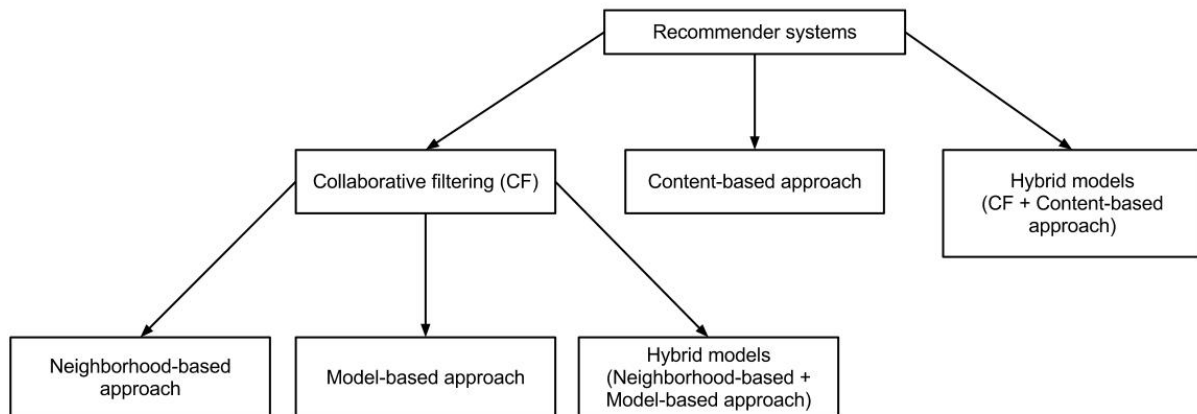 Recommender systems
Collaborative filtering (CF)
Content-based approach
Hybrid models
(CF + Content-based
approach)
Neighborhood-based
approach
Model-based approach
Hybrid models
(Neighborhood-based +
Model-based approach)